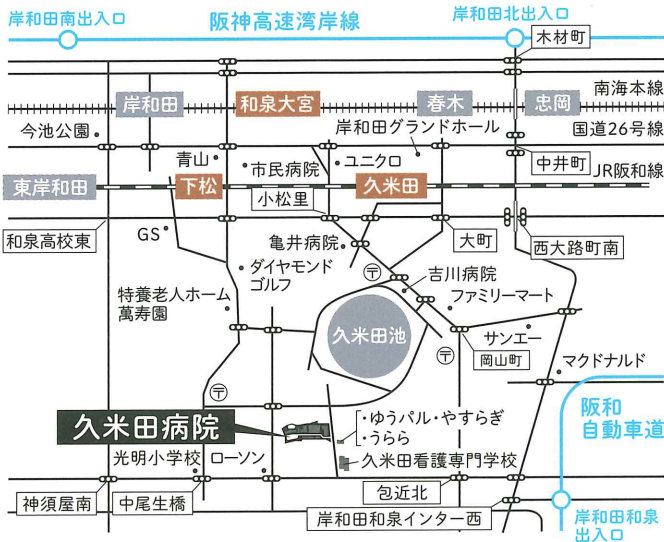 岸和田南出入口
阪神高速湾岸線
岸和田北出入口
木材町
南海本線
岸和田
和泉大宮
春木
忠岡
今池公園
岸和田グランドホール
国道26号線
青山
市民病院
ユニクロ
中井町
JR阪和線
東岸和田
下松
久米田
小松里
和泉高校東
GS
亀井病院
大町
西大路町南
ダイヤモンド
ゴルフ
〒
吉川病院
特養老人ホーム
萬寿園
ファミリーマート
久米田池
サンエー
〒
岡山町
マクドナルド
〒
久米田病院
・ゆうパル・やすらぎ
・うらら
阪和
自動車道
光明小学校
ローソン
久米田看護専門学校
神須屋南
中尾生橋
包近北
岸和田和泉インター西
岸和田和泉
出入口